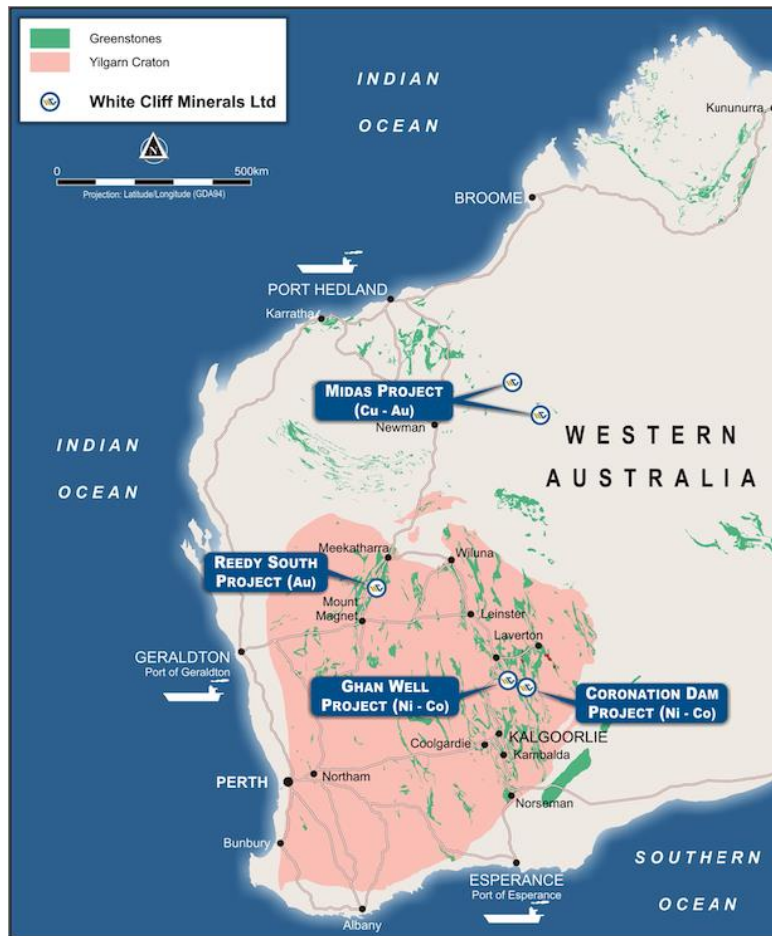 Greenstones
Yilgarn Craton
White Cliff Minerals Ltd
N
0
500km
Projection: Latitude/Longitude (GDA94)
INDIAN
OCEAN
Kununurra
BROOME
PORT HEDLAND
Karratha
MIDAS PROJECT
(Cu - Au)
Newman
WESTERN
AUSTRALIA
INDIAN
OCEAN
Meekatharra
Wiluna
REEDY SOUTH
PROJECT (Au)
Mount
Magnet
Leinster
Laverton
GERALDTON
Port of Geraldton
GHAN WELL
PROJECT (Ni - Co)
CORONATION DAM
PROJECT (Ni - Co)
KALGOORLIE
Coolgardie
Kambalda
PERTH
Northam
Norseman
Bunbury
ESPERANCE
Port of Esperance
Albany
SOUTHERN
OCEAN